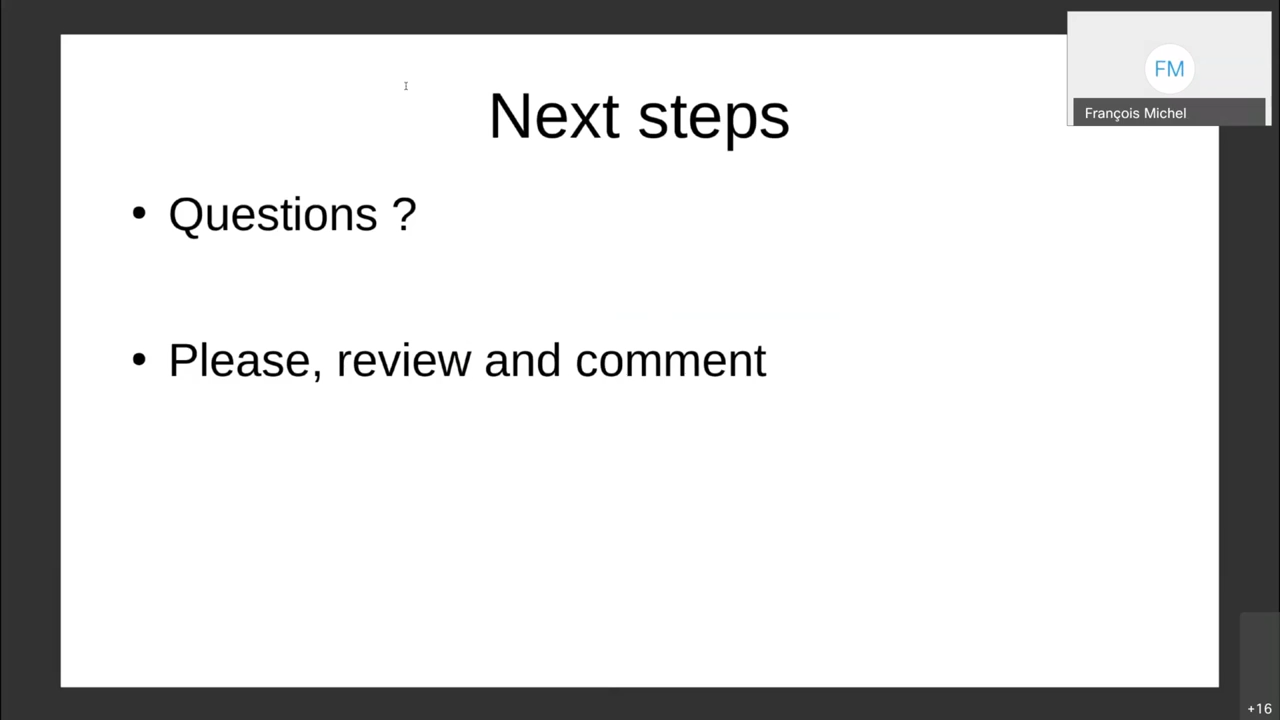 FM
François Michel
Next steps
• Questions ?
• Please, review and comment
+16